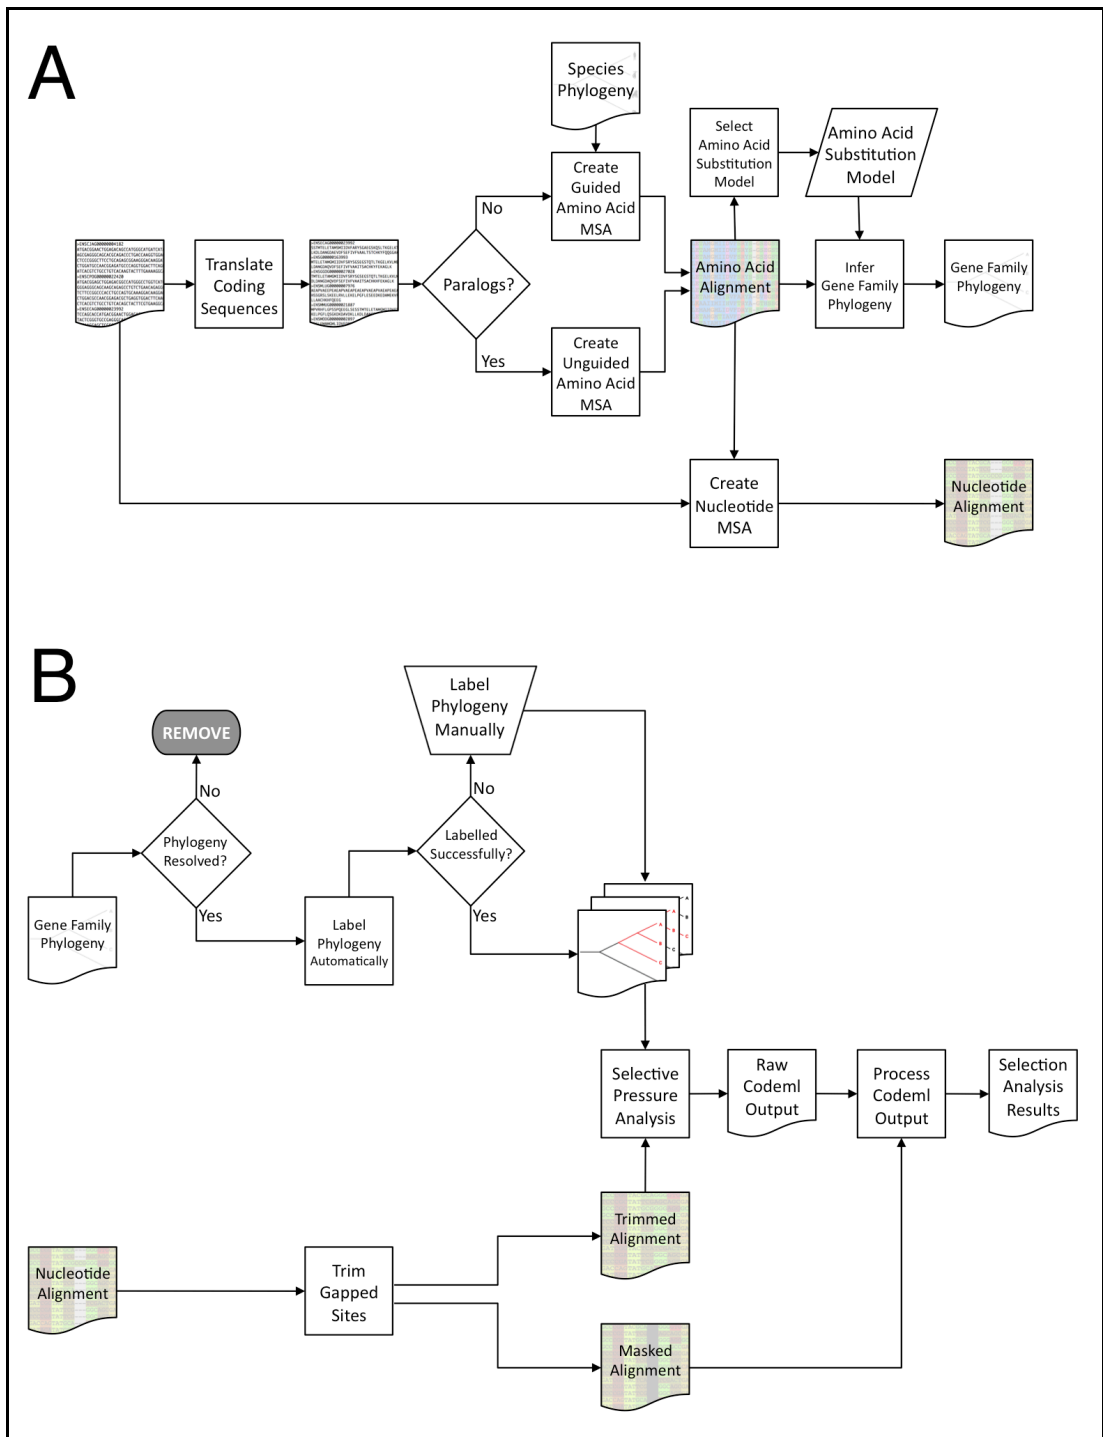 A
Species
Phylogeny
Select
Amino Acid
Substitution
Model
Amino Acid
Substitution
Model
Create
Guided
Amino Acid
MSA
No
Translate
Coding
Sequences
Paralogs?
Amino Acid
Alignment
Infer
Gene Family
Phylogeny
Gene Family
Phylogeny
Yes
Create
Unguided
Amino Acid
MSA
Create
Nucleotide
MSA
Nucleotide
Alignment
B
Label
Phylogeny
Manually
REMOVE
No
No
Phylogeny
Resolved?
Labelled
Successfully?
Yes
Yes
Gene Family
Phylogeny
Label
Phylogeny
Automatically
A
A
B
A
B
C
B
C
C
Selective
Pressure
Analysis
Raw
Codeml
Output
Process
Codeml
Output
Selection
Analysis
Results
Trimmed
Alignment
Nucleotide
Alignment
Trim
Gapped
Sites
Masked
Alignment